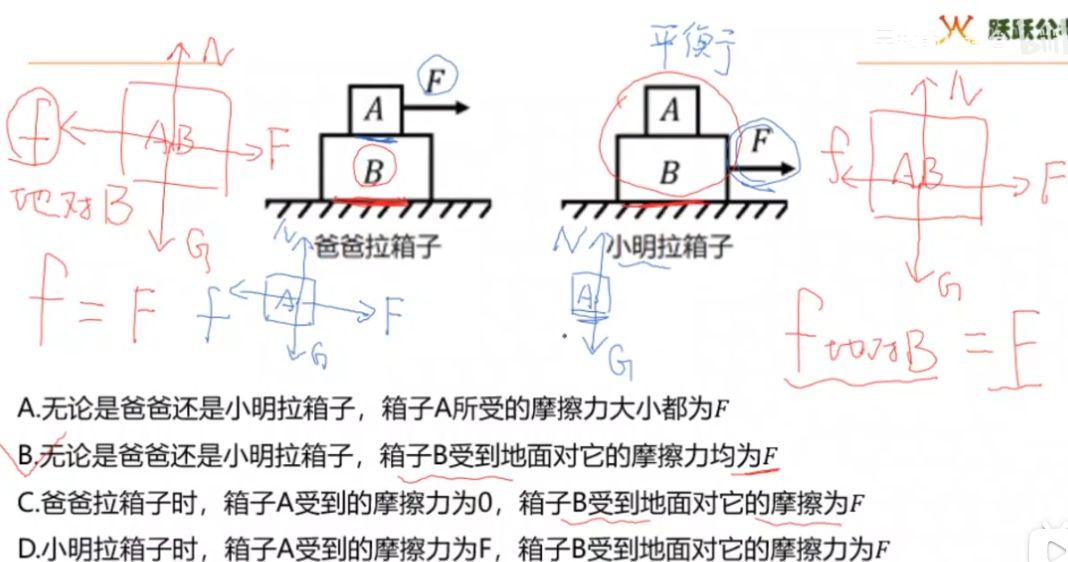 跃跃公
平衡了
N
AB
f
F
地对B
G
f = F
A
F
B
爸爸拉箱子
N
f
A
F
G
A
F
B
小明拉箱子
N
A
G
N
f
AB
F
G
f地对B = F
A.无论是爸爸还是小明拉箱子，箱子A所受的摩擦力大小都为F
B.无论是爸爸还是小明拉箱子，箱子B受到地面对它的摩擦力均为F
C.爸爸拉箱子时，箱子A受到的摩擦力为0，箱子B受到地面对它的摩擦为F
D.小明拉箱子时，箱子A受到的摩擦力为F，箱子B受到地面对它的摩擦力为F